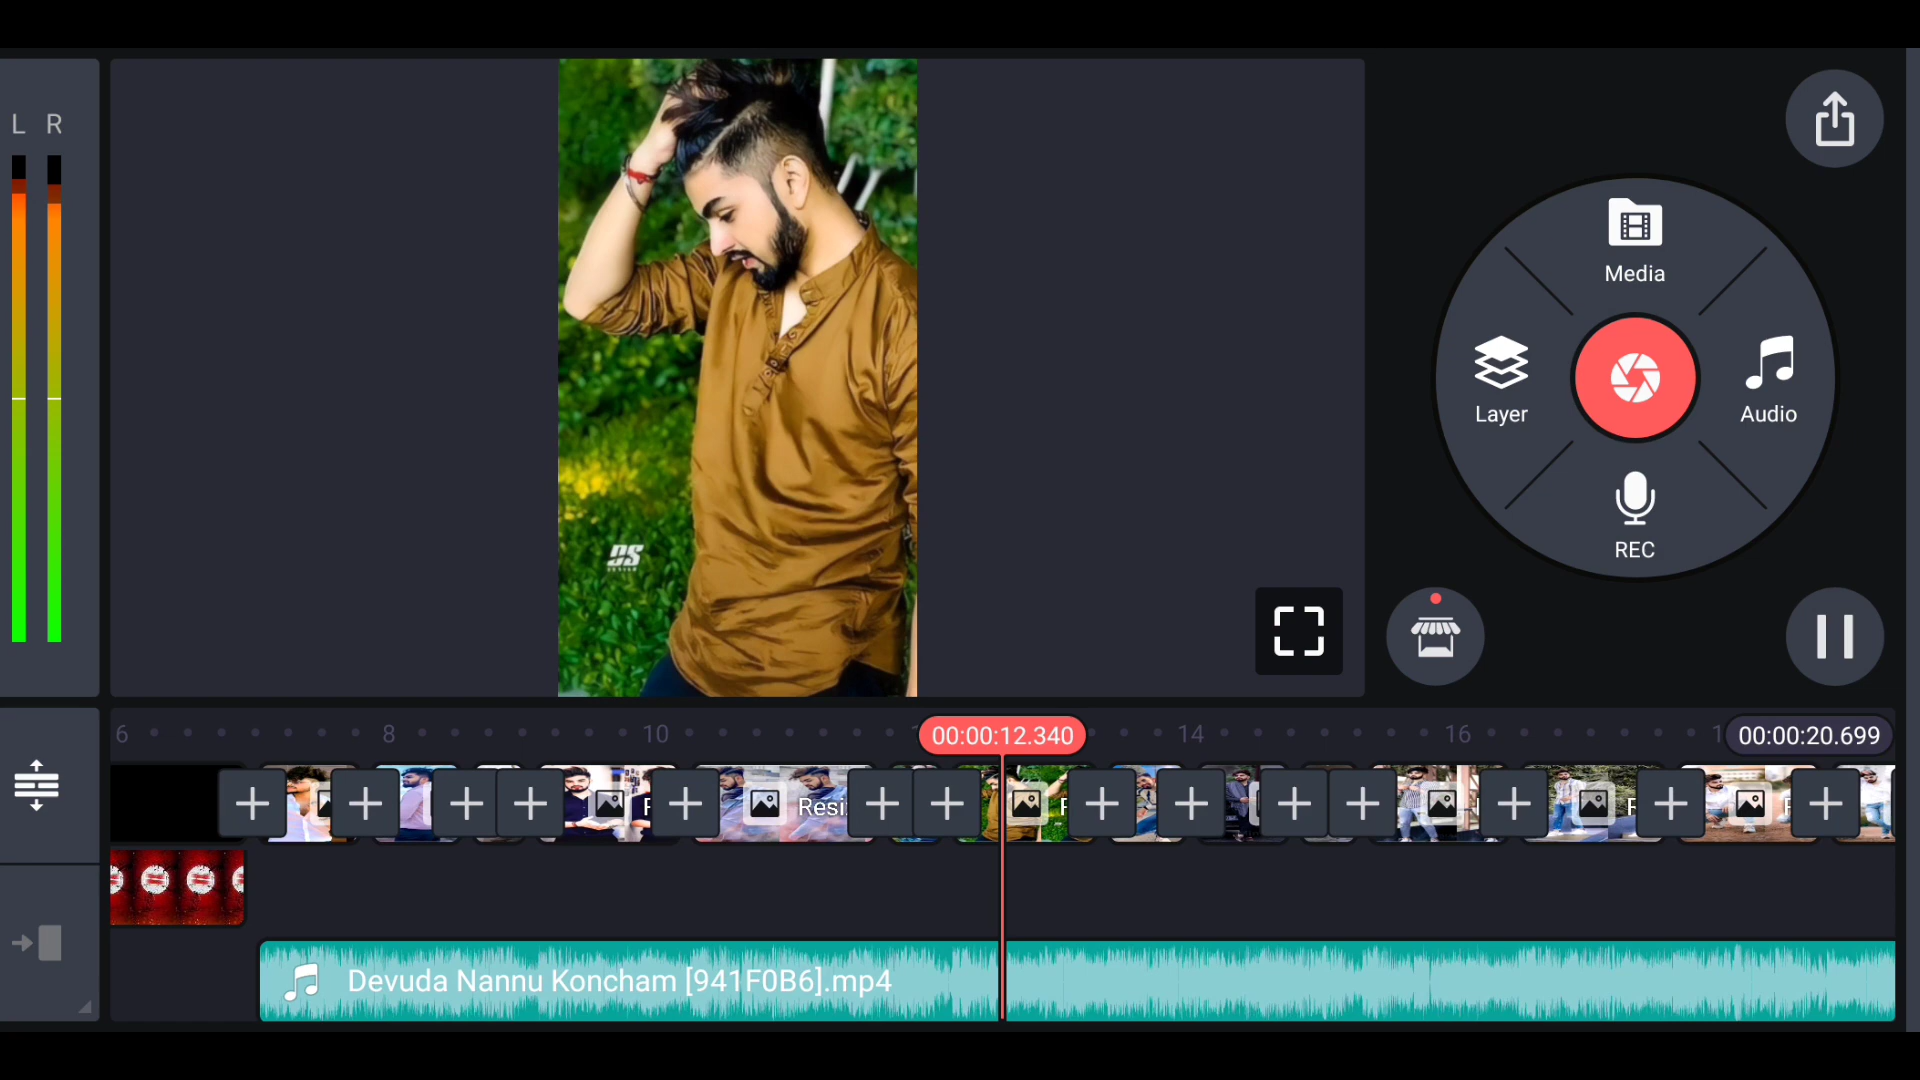 L R
Media
Layer
Audio
REC
6 8 10 00:00:12.340 14 16 00:00:20.699
Resi
Devuda Nannu Koncham [941F0B6].mp4